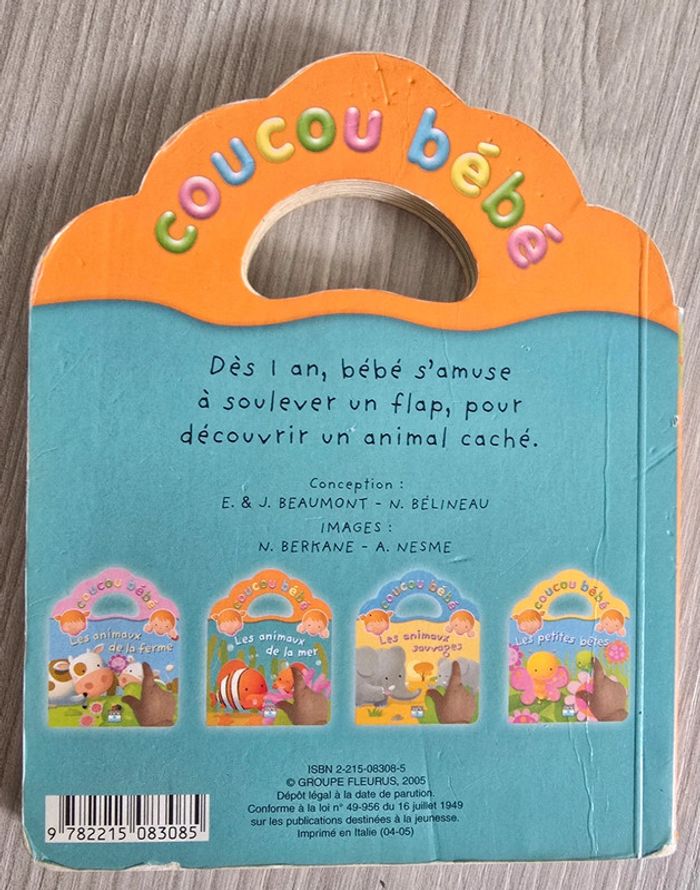 coucou bébé
Dès 1 an, bébé s'amuse
à soulever un flap, pour
découvrir un animal caché.
Conception :
E. & J. BEAUMONT - N. BÉLINEAU
IMAGES :
N. BERKANE - A. NESME
coucou bébé
Les animaux
de la ferme
coucou bébé
Les animaux
de la mer
coucou bébé
Les animaux
sauvages
coucou bébé
Les petites bêtes
ISBN 2-215-08308-5
© GROUPE FLEURUS, 2005
Dépôt légal à la date de parution.
Conforme à la loi n° 49-956 du 16 juillet 1949
sur les publications destinées à la jeunesse.
Imprimé en Italie (04-05)
9 782215 083085